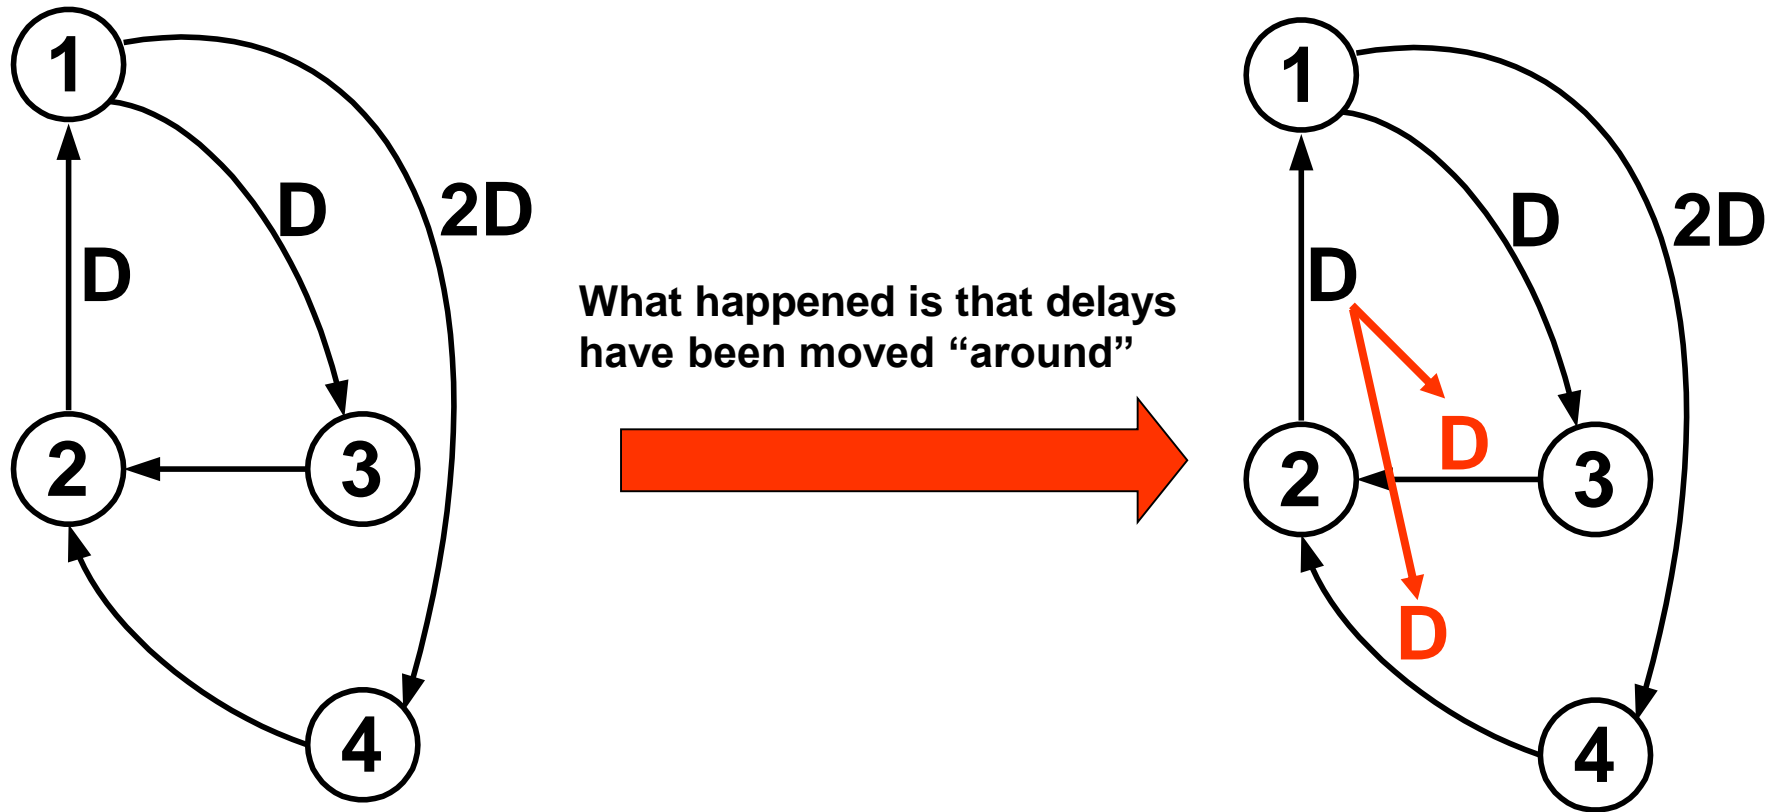 1
D
2D
D
2
3
4
What happened is that delays
have been moved “around”
1
D
2D
D
D
2
3
D
4